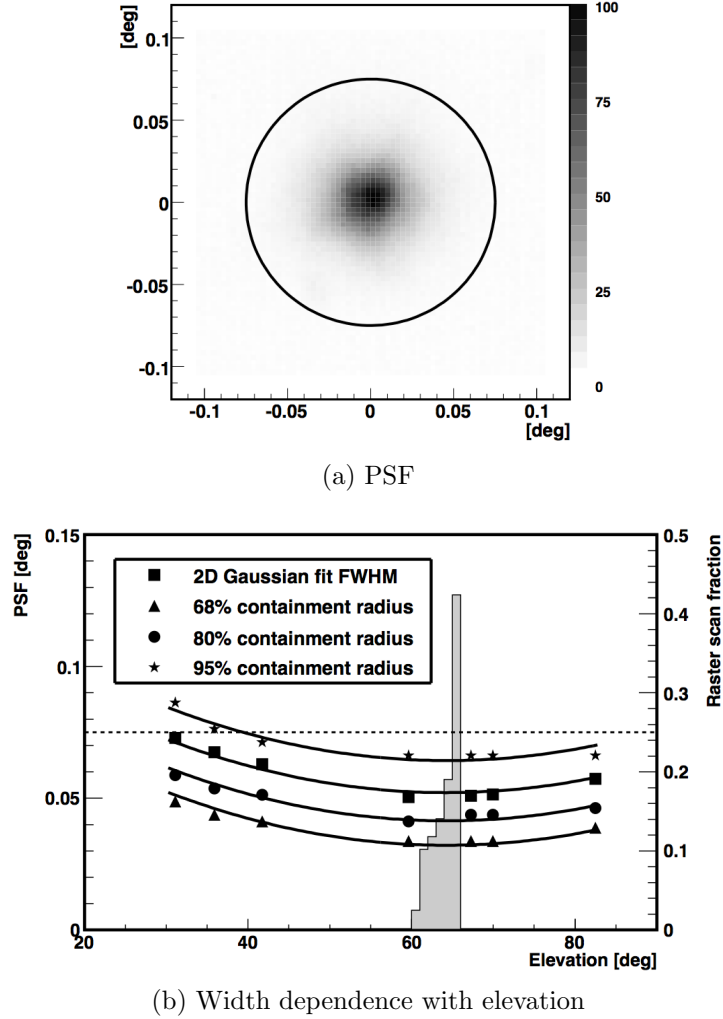 [deg]
0.1
0.05
0
-0.05
-0.1
-0.1
-0.05
0
0.05
0.1
[deg]
100
75
50
25
0
(a) PSF
PSF [deg]
0.15
0.1
0.05
0
2D Gaussian fit FWHM
68% containment radius
80% containment radius
95% containment radius
0.5
0.4
0.3
0.2
0.1
0
Raster scan fraction
20
40
60
80
Elevation [deg]
(b) Width dependence with elevation